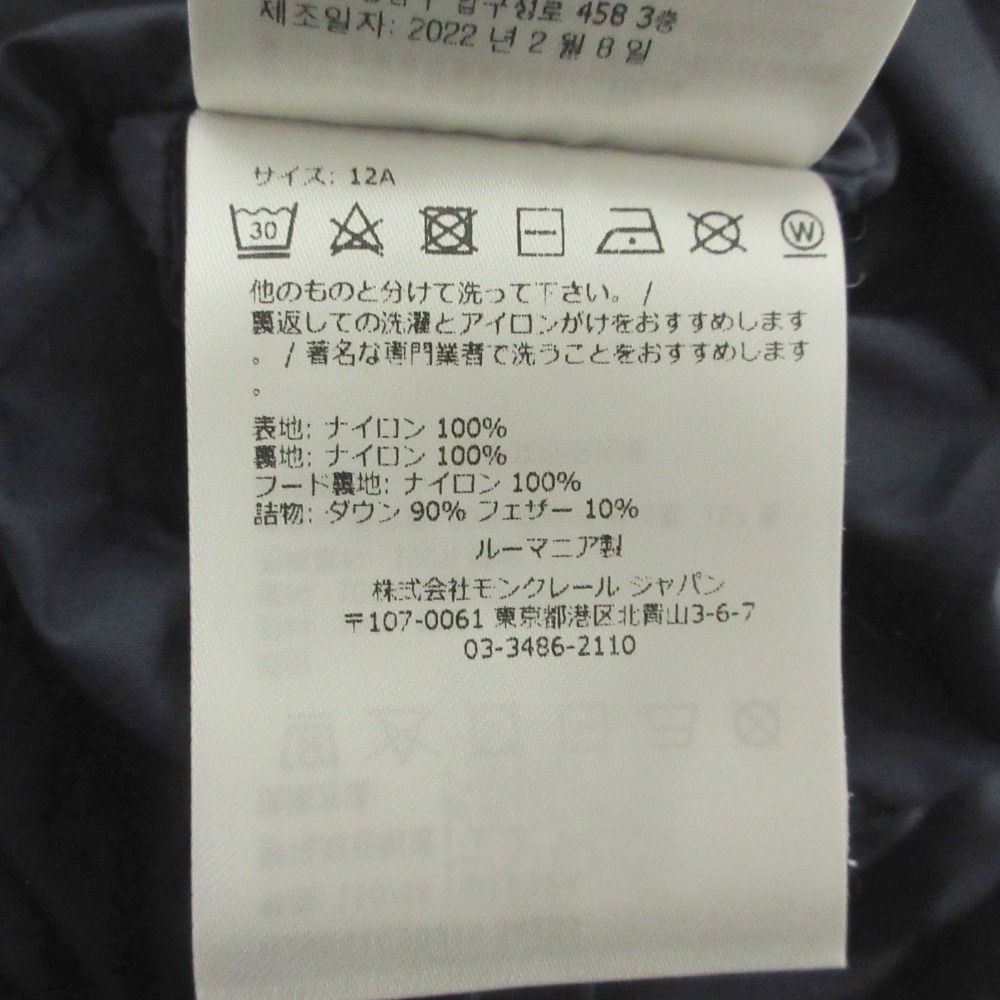 로 458 3층
제조일자: 2022 년 2 월 8 일
サイズ: 12A
30
W
他のものと分けて洗って下さい。 /
裏返しての洗濯とアイロンがけをおすすめします
。 / 著名な専門業者で洗うことをおすすめします
。
表地: ナイロン 100%
裏地: ナイロン 100%
フード裏地: ナイロン 100%
詰物: ダウン 90% フェザー 10%
ルーマニア製
株式会社モンクレール ジャパン
〒107-0061 東京都港区北青山3-6-7
03-3486-2110